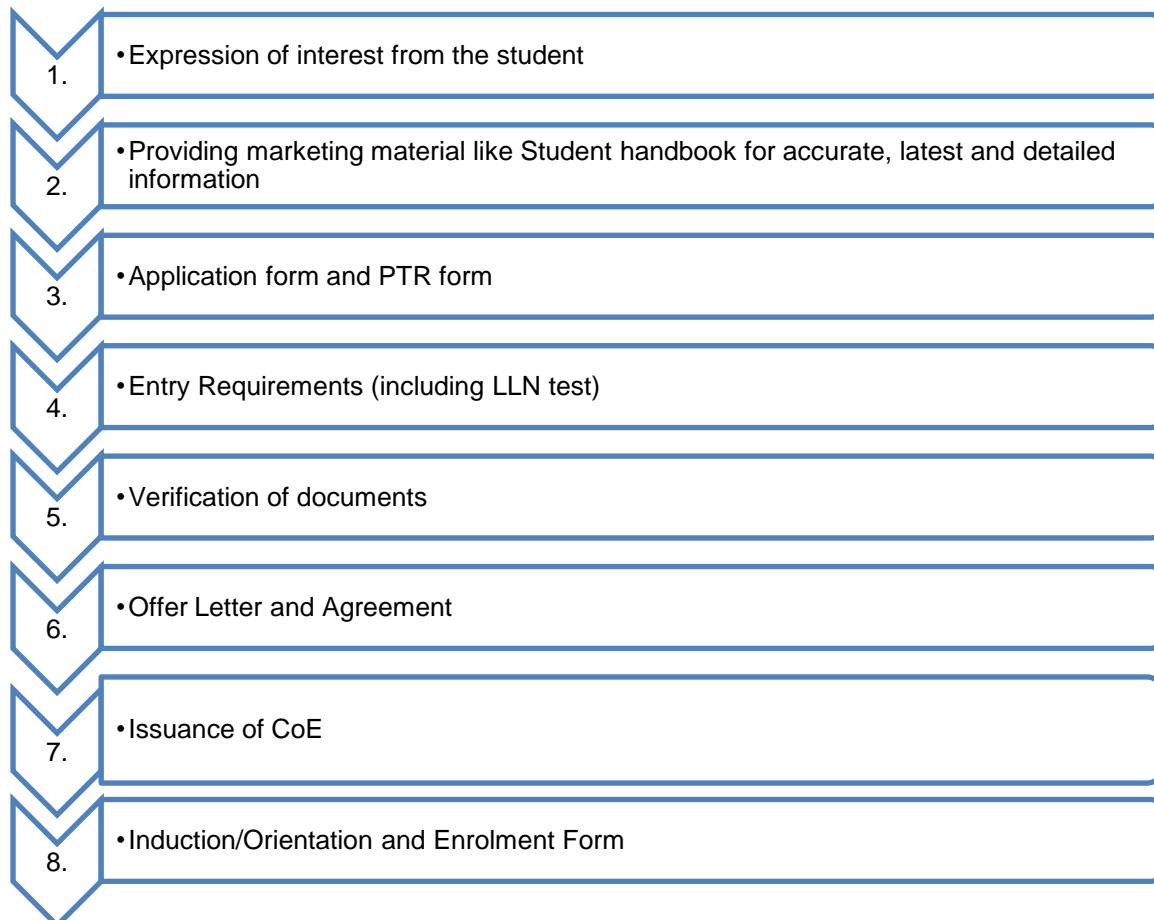 1.
•Expression of interest from the student
2.
•Providing marketing material like Student handbook for accurate, latest and detailed
information
3.
•Application form and PTR form
4.
•Entry Requirements (including LLN test)
5.
•Verification of documents
6.
•Offer Letter and Agreement
7.
•Issuance of CoE
8.
•Induction/Orientation and Enrolment Form